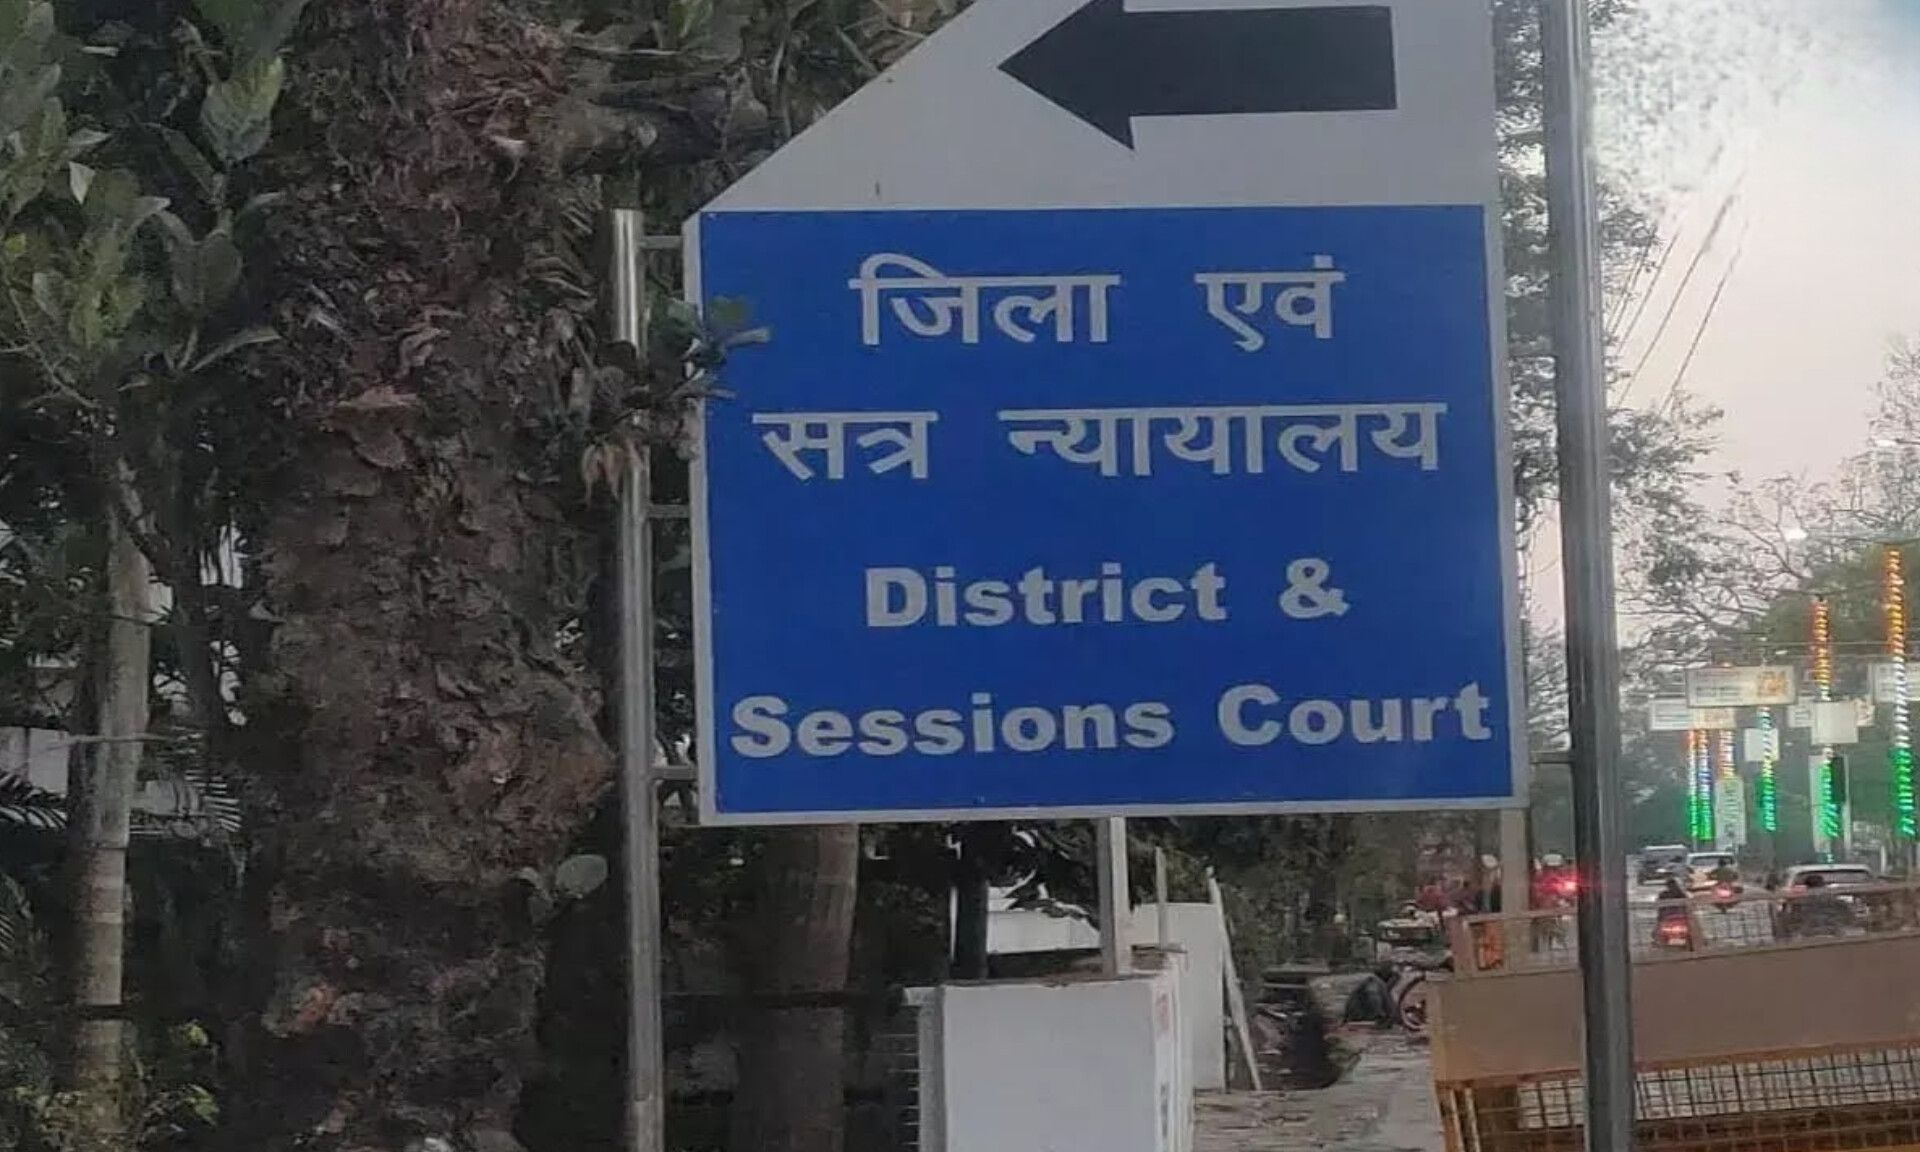 जिला एवं
सत्र न्यायालय
District &
Sessions Court